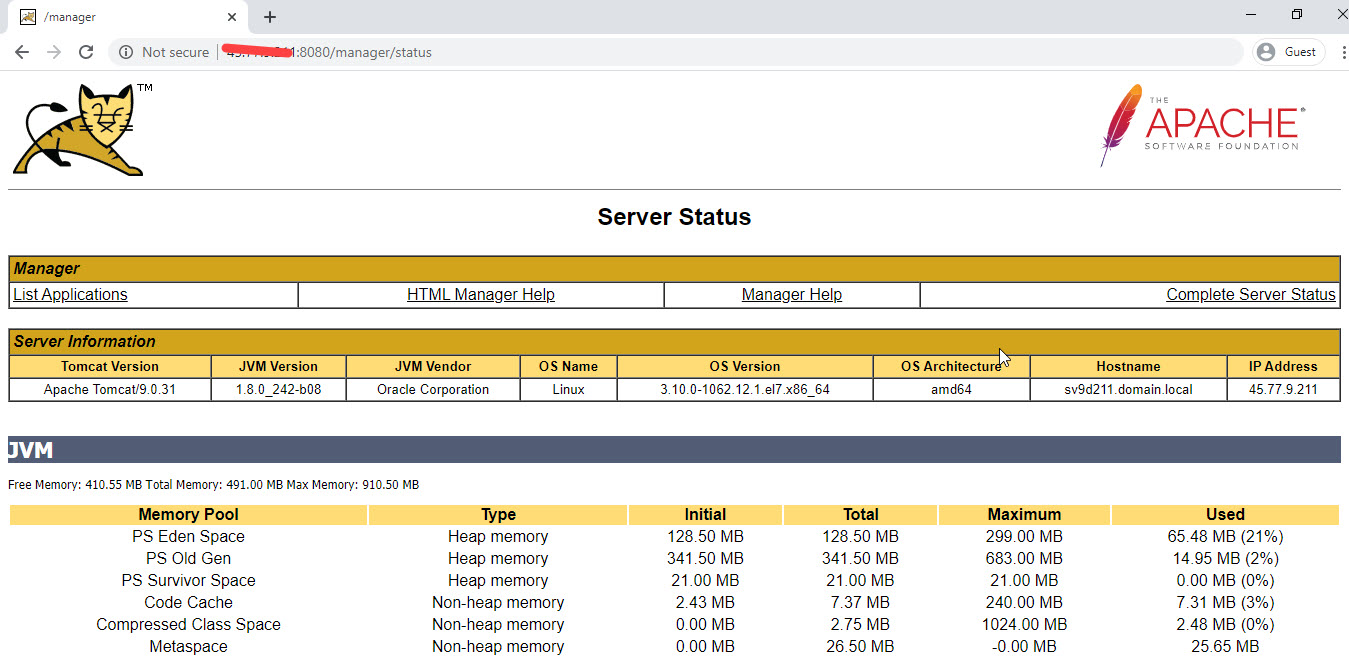 /manager
Not secure :8080/manager/status Guest
TM
THE
APACHE®
SOFTWARE FOUNDATION
Server Status
Manager
List Applications HTML Manager Help Manager Help Complete Server Status
Server Information
Tomcat Version JVM Version JVM Vendor OS Name OS Version OS Architecture Hostname IP Address
Apache Tomcat/9.0.31 1.8.0_242-b08 Oracle Corporation Linux 3.10.0-1062.12.1.el7.x86_64 amd64 sv9d211.domain.local 45.77.9.211
JVM
Free Memory: 410.55 MB Total Memory: 491.00 MB Max Memory: 910.50 MB
Memory Pool Type Initial Total Maximum Used
PS Eden Space Heap memory 128.50 MB 128.50 MB 299.00 MB 65.48 MB (21%)
PS Old Gen Heap memory 341.50 MB 341.50 MB 683.00 MB 14.95 MB (2%)
PS Survivor Space Heap memory 21.00 MB 21.00 MB 21.00 MB 0.00 MB (0%)
Code Cache Non-heap memory 2.43 MB 7.37 MB 240.00 MB 7.31 MB (3%)
Compressed Class Space Non-heap memory 0.00 MB 2.75 MB 1024.00 MB 2.48 MB (0%)
Metaspace Non-heap memory 0.00 MB 26.50 MB -0.00 MB 25.65 MB